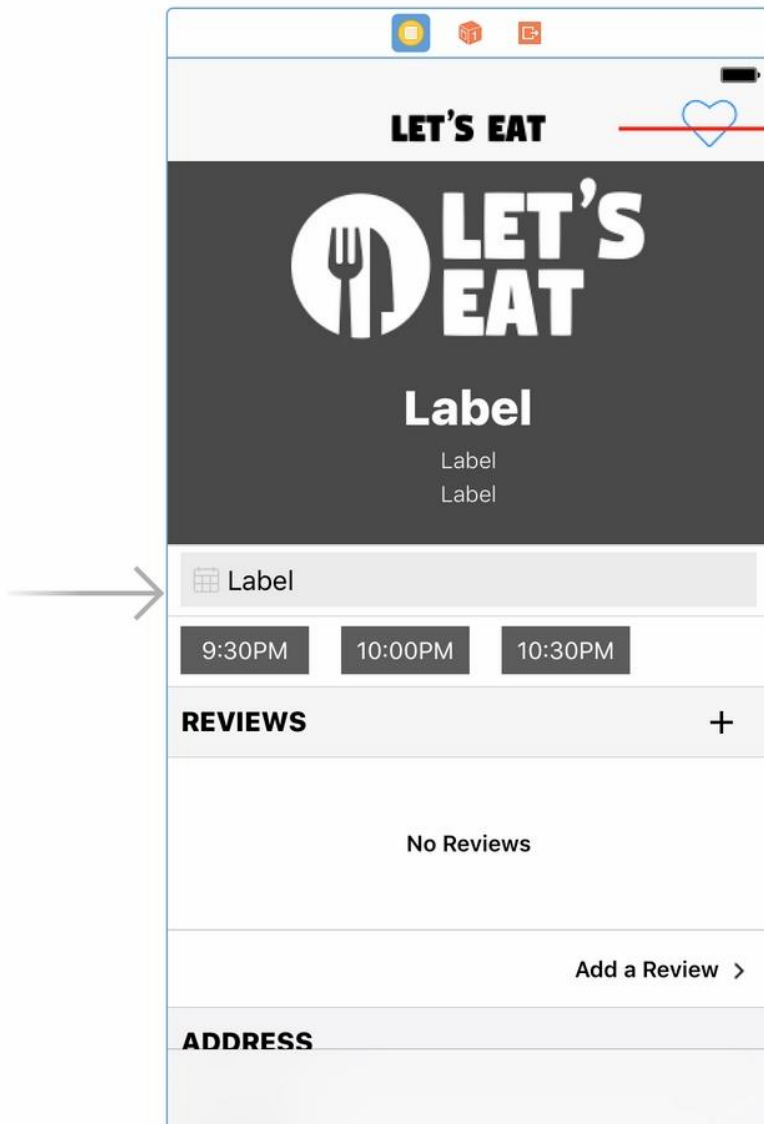 LET'S EAT
LET'S
EAT
Label
Label
Label
Label
9:30PM 10:00PM 10:30PM
REVIEWS +
No Reviews
Add a Review >
ADDRESS